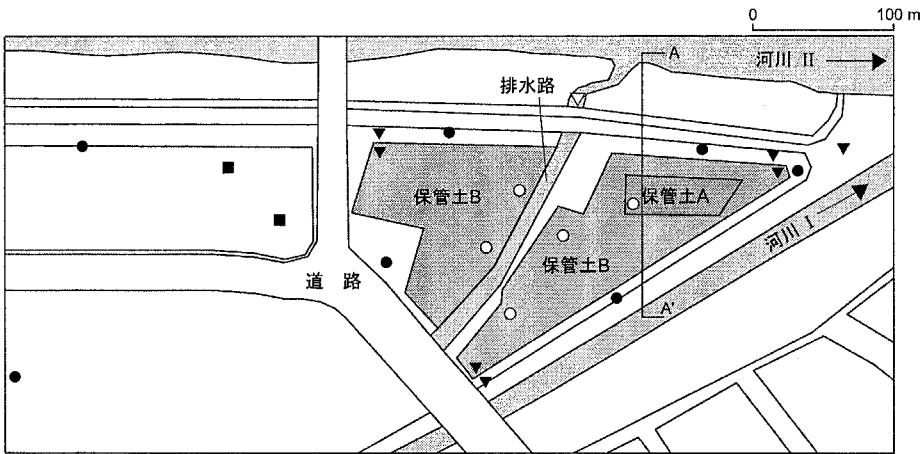 0 100 m
A
河川 II
排水路
保管土B
保管土A
保管土B
河川 I
道 路
A'